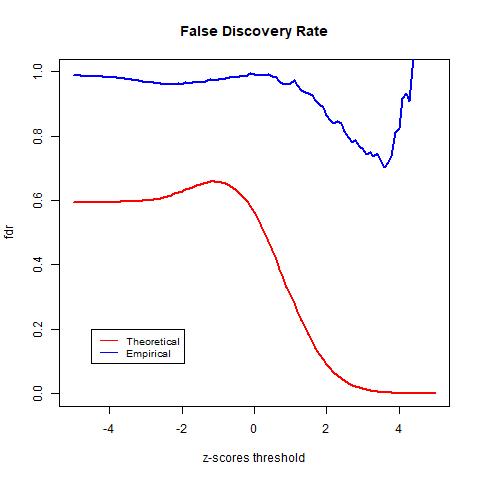 False Discovery Rate
fdr
1.0
0.8
0.6
0.4
0.2
0.0
Theoretical
Empirical
-4 -2 0 2 4
z-scores threshold